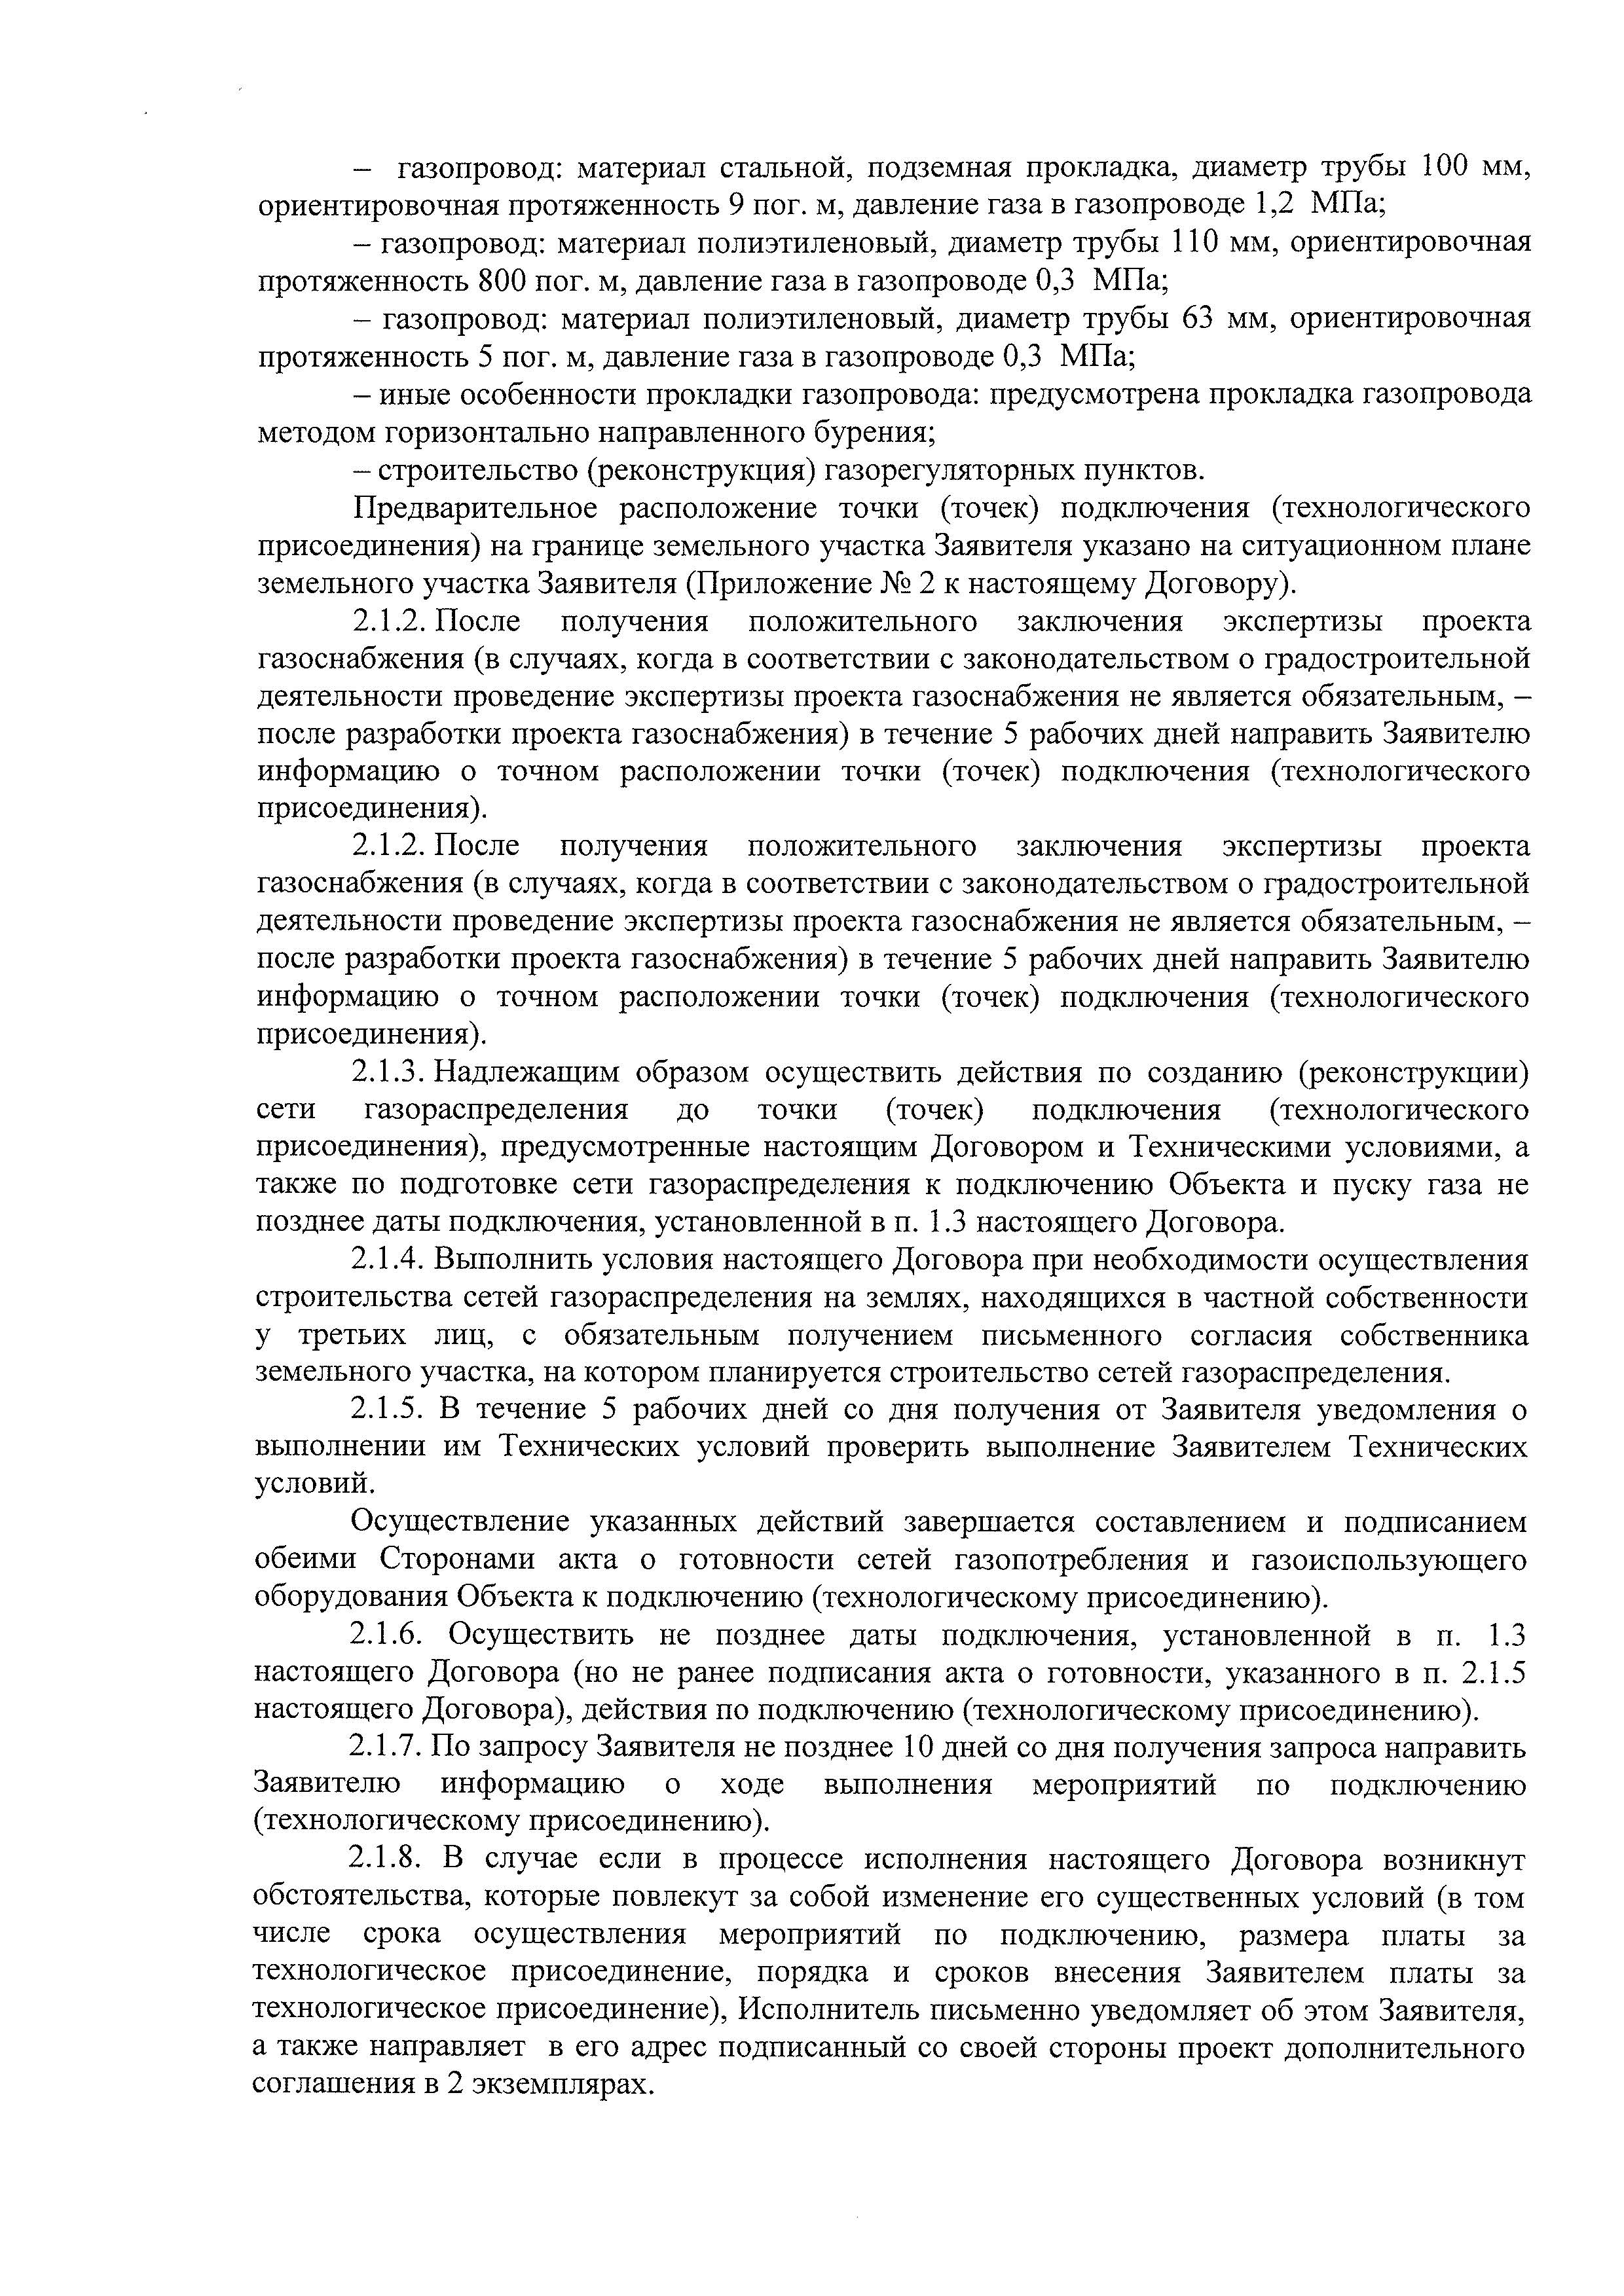 – газопровод: материал стальной, подземная прокладка, диаметр трубы 100 мм,
ориентировочная протяженность 9 пог. м, давление газа в газопроводе 1,2 МПа;
– газопровод: материал полиэтиленовый, диаметр трубы 110 мм, ориентировочная
протяженность 800 пог. м, давление газа в газопроводе 0,3 МПа;
– газопровод: материал полиэтиленовый, диаметр трубы 63 мм, ориентировочная
протяженность 5 пог. м, давление газа в газопроводе 0,3 МПа;
– иные особенности прокладки газопровода: предусмотрена прокладка газопровода
методом горизонтально направленного бурения;
– строительство (реконструкция) газорегуляторных пунктов.
Предварительное расположение точки (точек) подключения (технологического
присоединения) на границе земельного участка Заявителя указано на ситуационном плане
земельного участка Заявителя (Приложение № 2 к настоящему Договору).
2.1.2. После получения положительного заключения экспертизы проекта
газоснабжения (в случаях, когда в соответствии с законодательством о градостроительной
деятельности проведение экспертизы проекта газоснабжения не является обязательным, –
после разработки проекта газоснабжения) в течение 5 рабочих дней направить Заявителю
информацию о точном расположении точки (точек) подключения (технологического
присоединения).
2.1.2. После получения положительного заключения экспертизы проекта
газоснабжения (в случаях, когда в соответствии с законодательством о градостроительной
деятельности проведение экспертизы проекта газоснабжения не является обязательным, –
после разработки проекта газоснабжения) в течение 5 рабочих дней направить Заявителю
информацию о точном расположении точки (точек) подключения (технологического
присоединения).
2.1.3. Надлежащим образом осуществить действия по созданию (реконструкции)
сети газораспределения до точки (точек) подключения (технологического
присоединения), предусмотренные настоящим Договором и Техническими условиями, а
также по подготовке сети газораспределения к подключению Объекта и пуску газа не
позднее даты подключения, установленной в п. 1.3 настоящего Договора.
2.1.4. Выполнить условия настоящего Договора при необходимости осуществления
строительства сетей газораспределения на землях, находящихся в частной собственности
у третьих лиц, с обязательным получением письменного согласия собственника
земельного участка, на котором планируется строительство сетей газораспределения.
2.1.5. В течение 5 рабочих дней со дня получения от Заявителя уведомления о
выполнении им Технических условий проверить выполнение Заявителем Технических
условий.
Осуществление указанных действий завершается составлением и подписанием
обеими Сторонами акта о готовности сетей газопотребления и газоиспользующего
оборудования Объекта к подключению (технологическому присоединению).
2.1.6. Осуществить не позднее даты подключения, установленной в п. 1.3
настоящего Договора (но не ранее подписания акта о готовности, указанного в п. 2.1.5
настоящего Договора), действия по подключению (технологическому присоединению).
2.1.7. По запросу Заявителя не позднее 10 дней со дня получения запроса направить
Заявителю информацию о ходе выполнения мероприятий по подключению
(технологическому присоединению).
2.1.8. В случае если в процессе исполнения настоящего Договора возникнут
обстоятельства, которые повлекут за собой изменение его существенных условий (в том
числе срока осуществления мероприятий по подключению, размера платы за
технологическое присоединение, порядка и сроков внесения Заявителем платы за
технологическое присоединение), Исполнитель письменно уведомляет об этом Заявителя,
а также направляет в его адрес подписанный со своей стороны проект дополнительного
соглашения в 2 экземплярах.